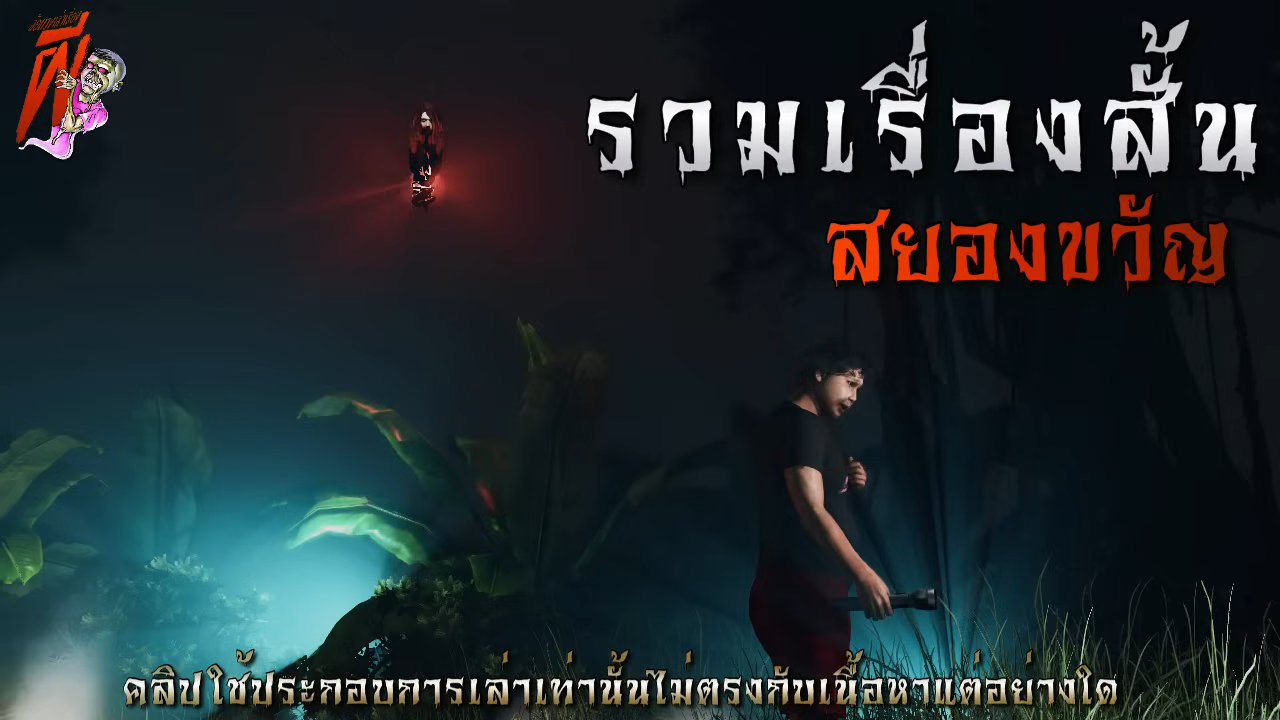 ผี
รวมเรื่องสั้น
สยองขวัญ
คลิปใช้ประกอบการเล่าเท่านั้นไม่ตรงกับเนื้อหาแต่อย่างใด